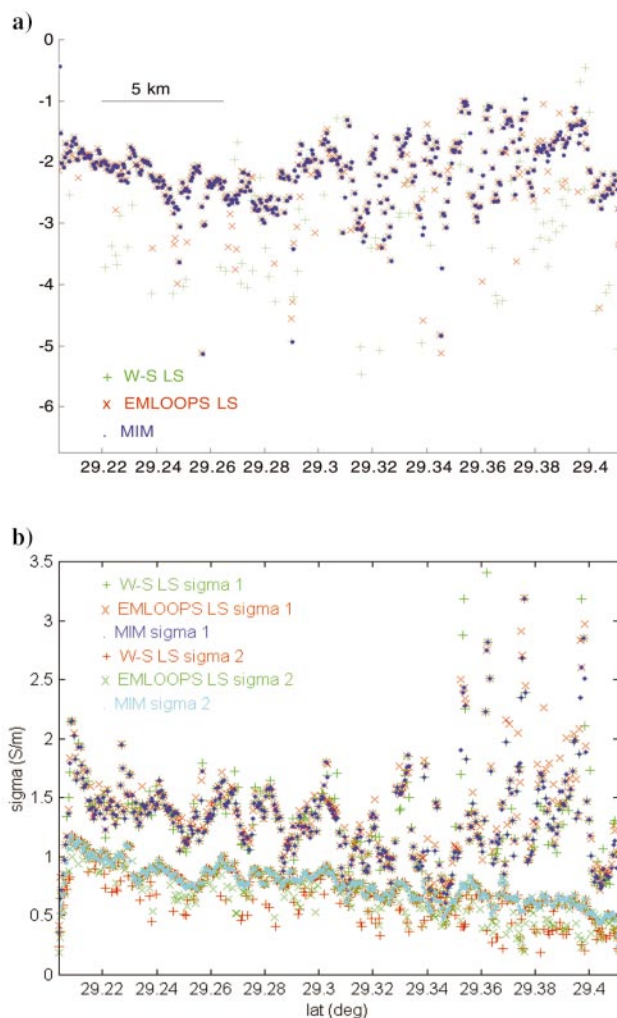 a)
0
-1
-2
-3
-4
-5
-6
5 km
+ W-S LS
× EMLOOPS LS
. MIM
29.22 29.24 29.26 29.28 29.3 29.32 29.34 29.36 29.38 29.4
b)
3.5
3
2.5
2
1.5
1
0.5
0
sigma (S/m)
+ W-S LS sigma 1
× EMLOOPS LS sigma 1
. MIM sigma 1
+ W-S LS sigma 2
× EMLOOPS LS sigma 2
. MIM sigma 2
29.22 29.24 29.26 29.28 29.3 29.32 29.34 29.36 29.38 29.4
lat (deg)